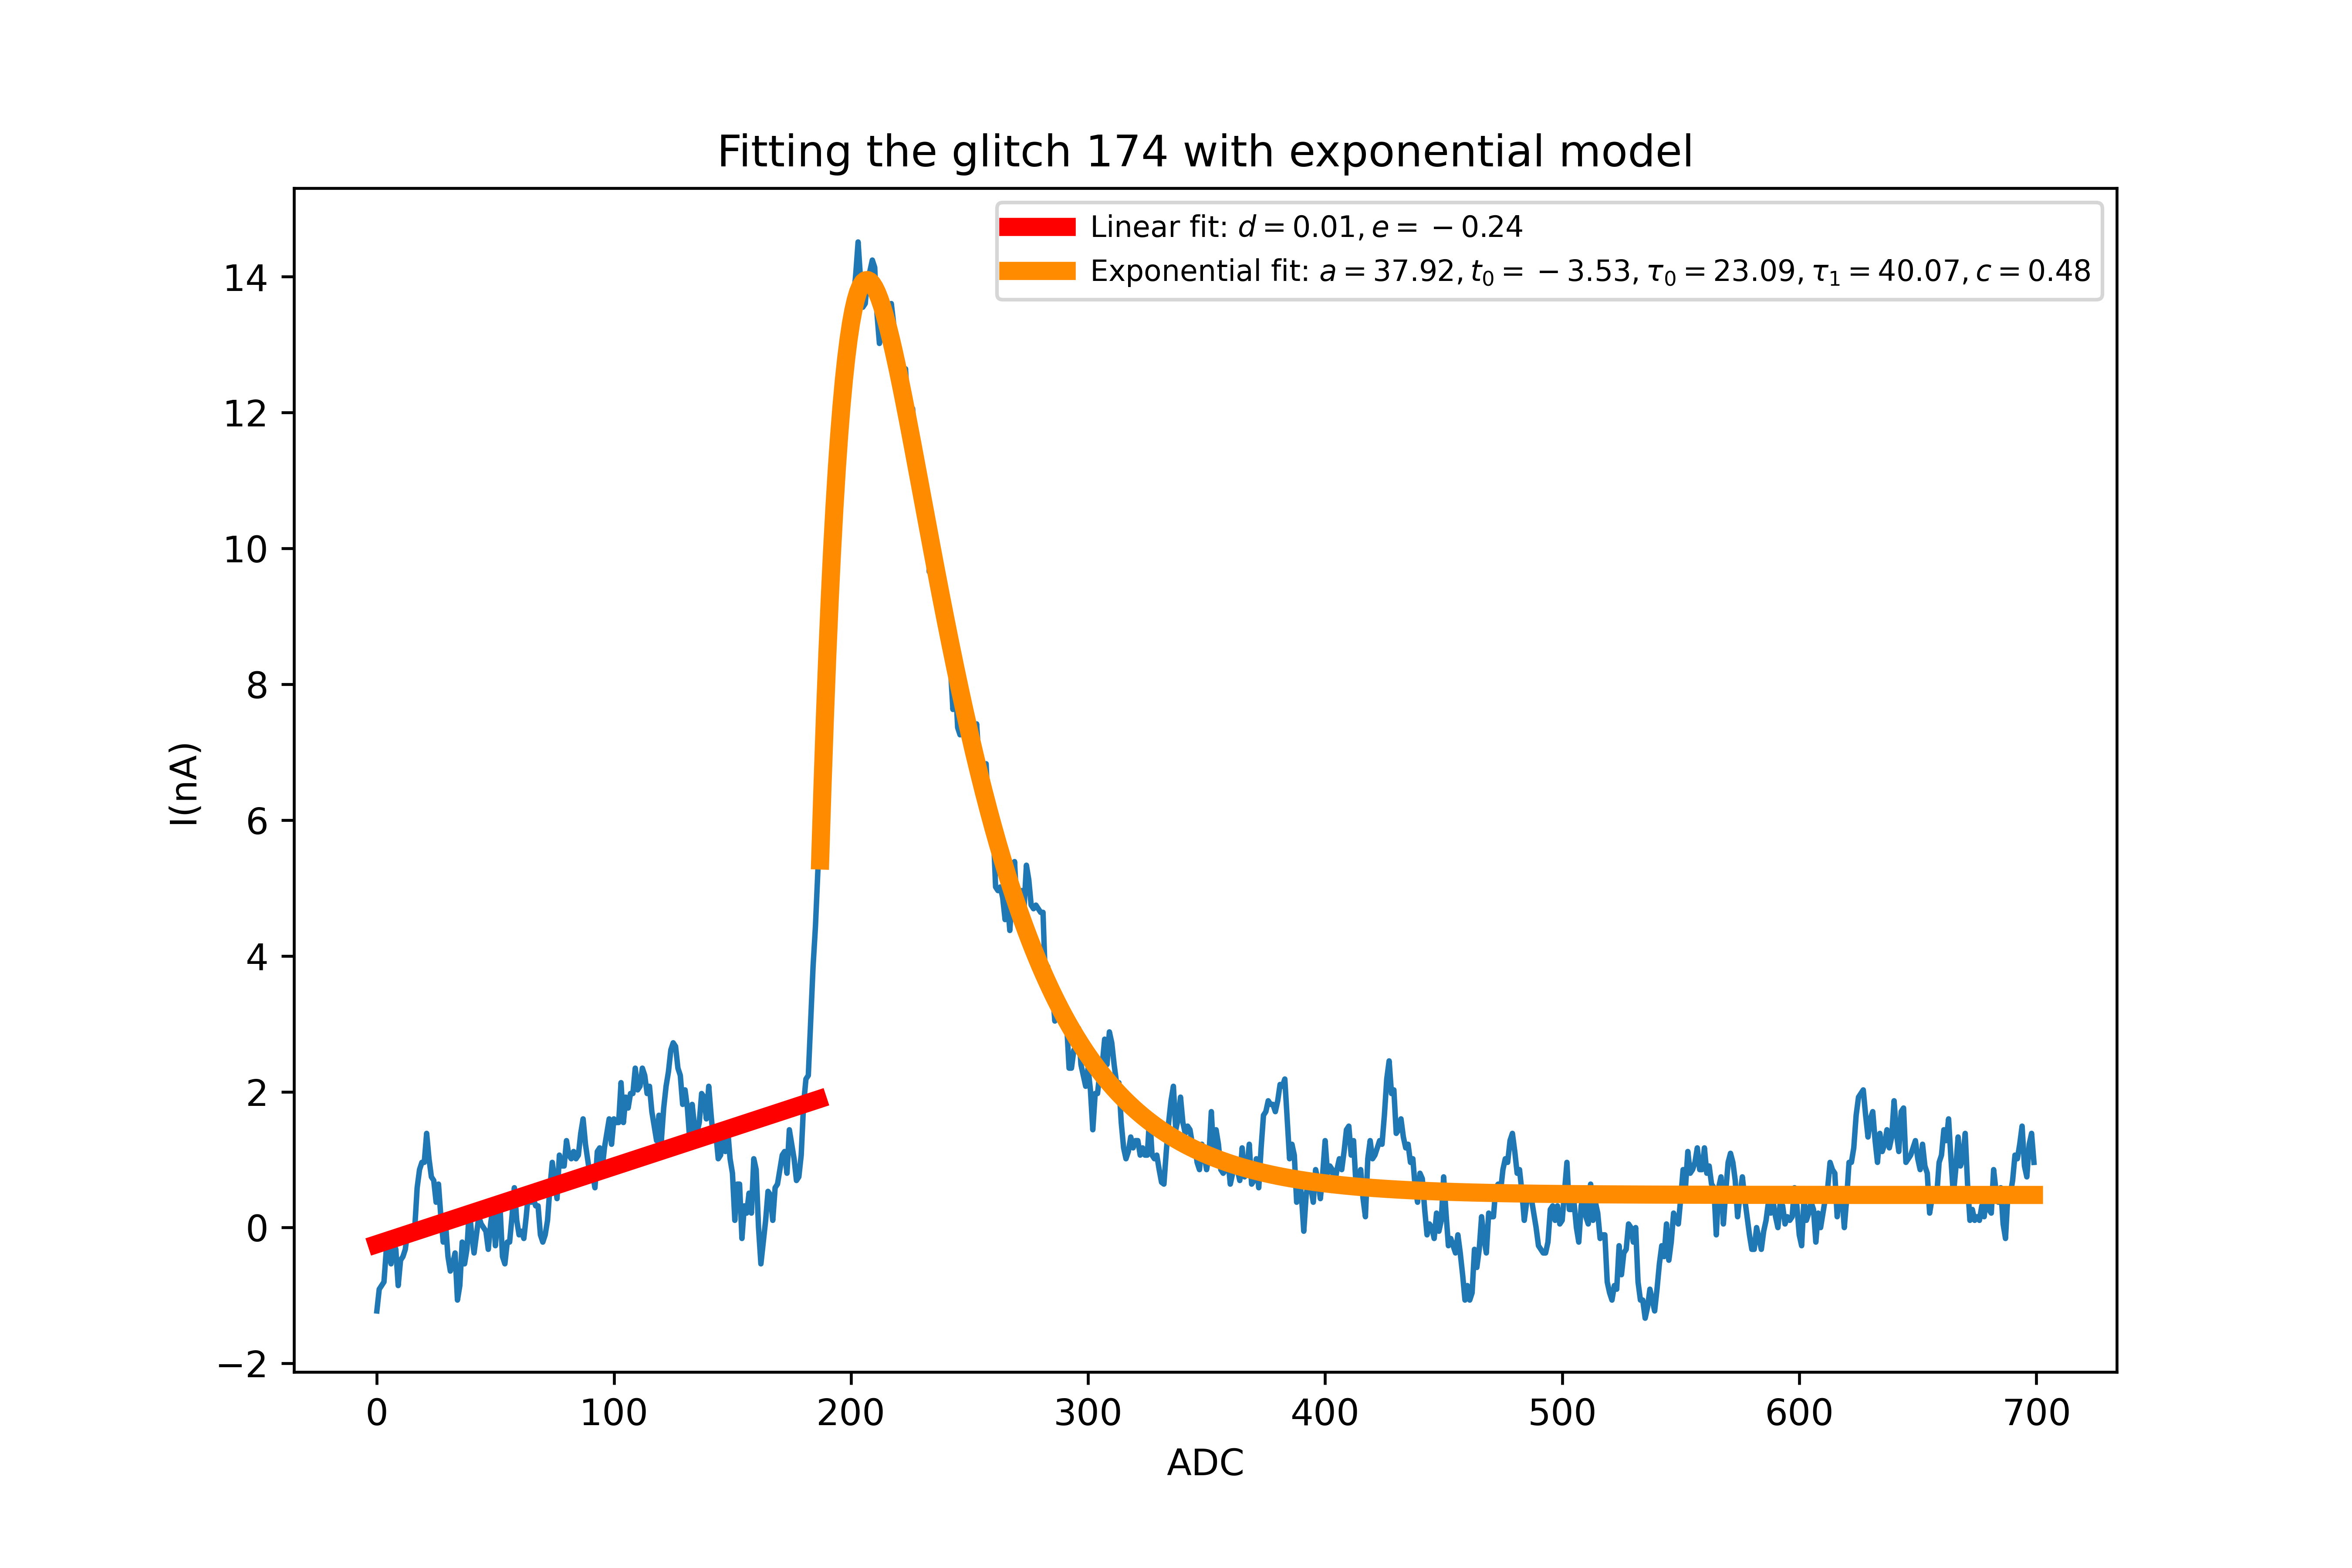 Fitting the glitch 174 with exponential model
Linear fit: d = 0.01, e = −0.24
Exponential fit: a = 37.92, t₀ = −3.53, τ₀ = 23.09, τ₁ = 40.07, c = 0.48
14
12
10
8
6
4
2
0
−2
I(nA)
0 100 200 300 400 500 600 700
ADC